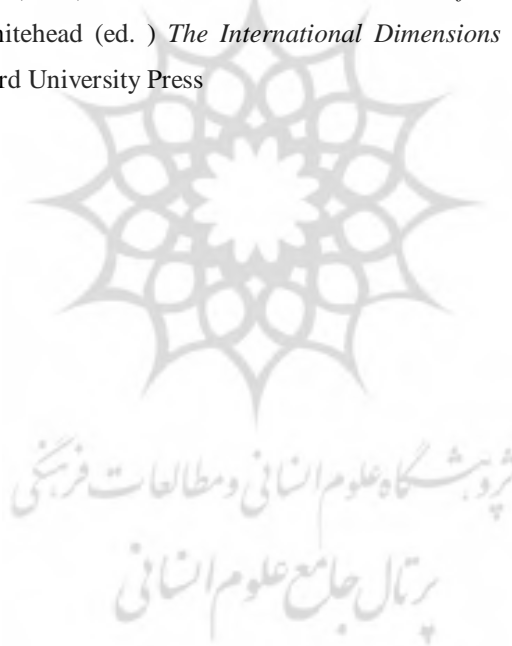 hitehead (ed. ) The International Dimensions
rd University Press
پژوهشگاه علوم انسانی و مطالعات فرهنگی
پرتال جامع علوم انسانی